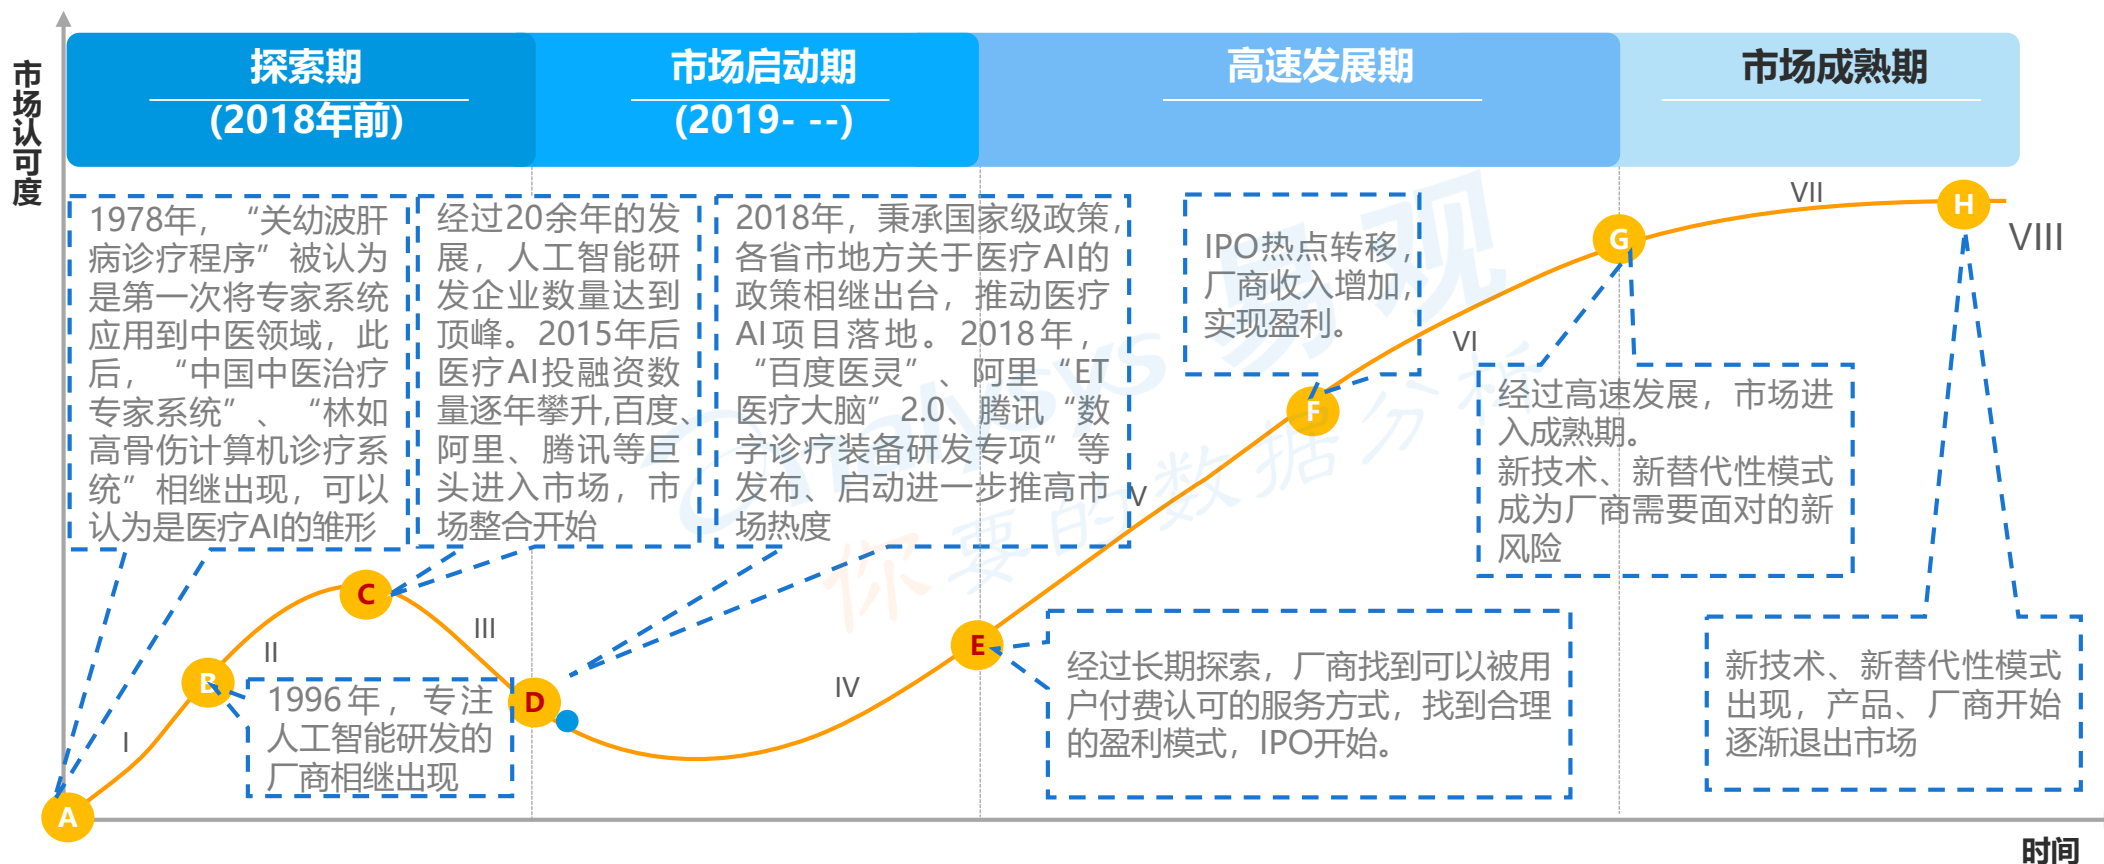 市场认可度
探索期
(2018年前)
市场启动期
(2019- --)
高速发展期
市场成熟期
1978年，“关幼波肝
病诊疗程序”被认为
是第一次将专家系统
应用到中医领域，此
后，“中国中医治疗
专家系统”、“林如
高骨伤计算机诊疗系
统”相继出现，可以
认为是医疗AI的雏形
经过20余年的发
展，人工智能研
发企业数量达到
顶峰。2015年后
医疗AI投融资数
量逐年攀升,百度、
阿里、腾讯等巨
头进入市场，市
场整合开始
2018年，秉承国家级政策，
各省市地方关于医疗AI的
政策相继出台，推动医疗
AI项目落地。2018年，
“百度医灵”、阿里“ET
医疗大脑”2.0、腾讯“数
字诊疗装备研发专项”等
发布、启动进一步推高市
场热度
IPO热点转移，
厂商收入增加，
实现盈利。
经过高速发展，市场进
入成熟期。
新技术、新替代性模式
成为厂商需要面对的新
风险
1996年，专注
人工智能研发的
厂商相继出现
经过长期探索，厂商找到可以被用
户付费认可的服务方式，找到合理
的盈利模式，IPO开始。
新技术、新替代性模式
出现，产品、厂商开始
逐渐退出市场
A
I
B
II
C
III
D
IV
E
V
F
VI
G
VII
H
VIII
时间
analysys 易观
你要的数据分析